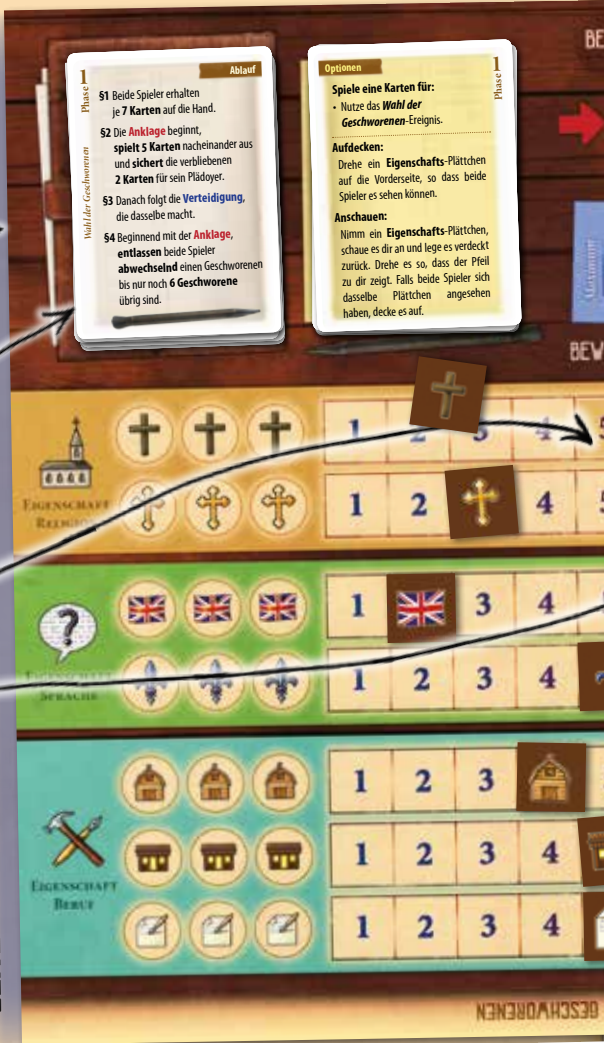 Ablauf
Phase 1
Wahl der Geschworenen
§1 Beide Spieler erhalten
je 7 Karten auf die Hand.
§2 Die Anklage beginnt,
spielt 5 Karten nacheinander aus
und sichert die verbliebenen
2 Karten für sein Plädoyer.
§3 Danach folgt die Verteidigung,
die dasselbe macht.
§4 Beginnend mit der Anklage,
entlassen beide Spieler
abwechselnd einen Geschworenen
bis nur noch 6 Geschworene
übrig sind.
Optionen
Phase 1
Spiele eine Karten für:
• Nutze das Wahl der
Geschworenen-Ereignis.
Aufdecken:
Drehe ein Eigenschafts-Plättchen
auf die Vorderseite, so dass beide
Spieler es sehen können.
Anschauen:
Nimm ein Eigenschafts-Plättchen,
schaue es dir an und lege es verdeckt
zurück. Drehe es so, dass der Pfeil
zu dir zeigt. Falls beide Spieler sich
dasselbe Plättchen angesehen
haben, decke es auf.
BE
Maximum
BEW
1 2 3 4 5
Eigenschaft
Religion
1 2 4 5
?
1 3 4
Eigenschaft
Sprache
1 2 3 4
1 2 3
Eigenschaft
Beruf
1 2 3 4
1 2 3 4
GESCHWORENEN